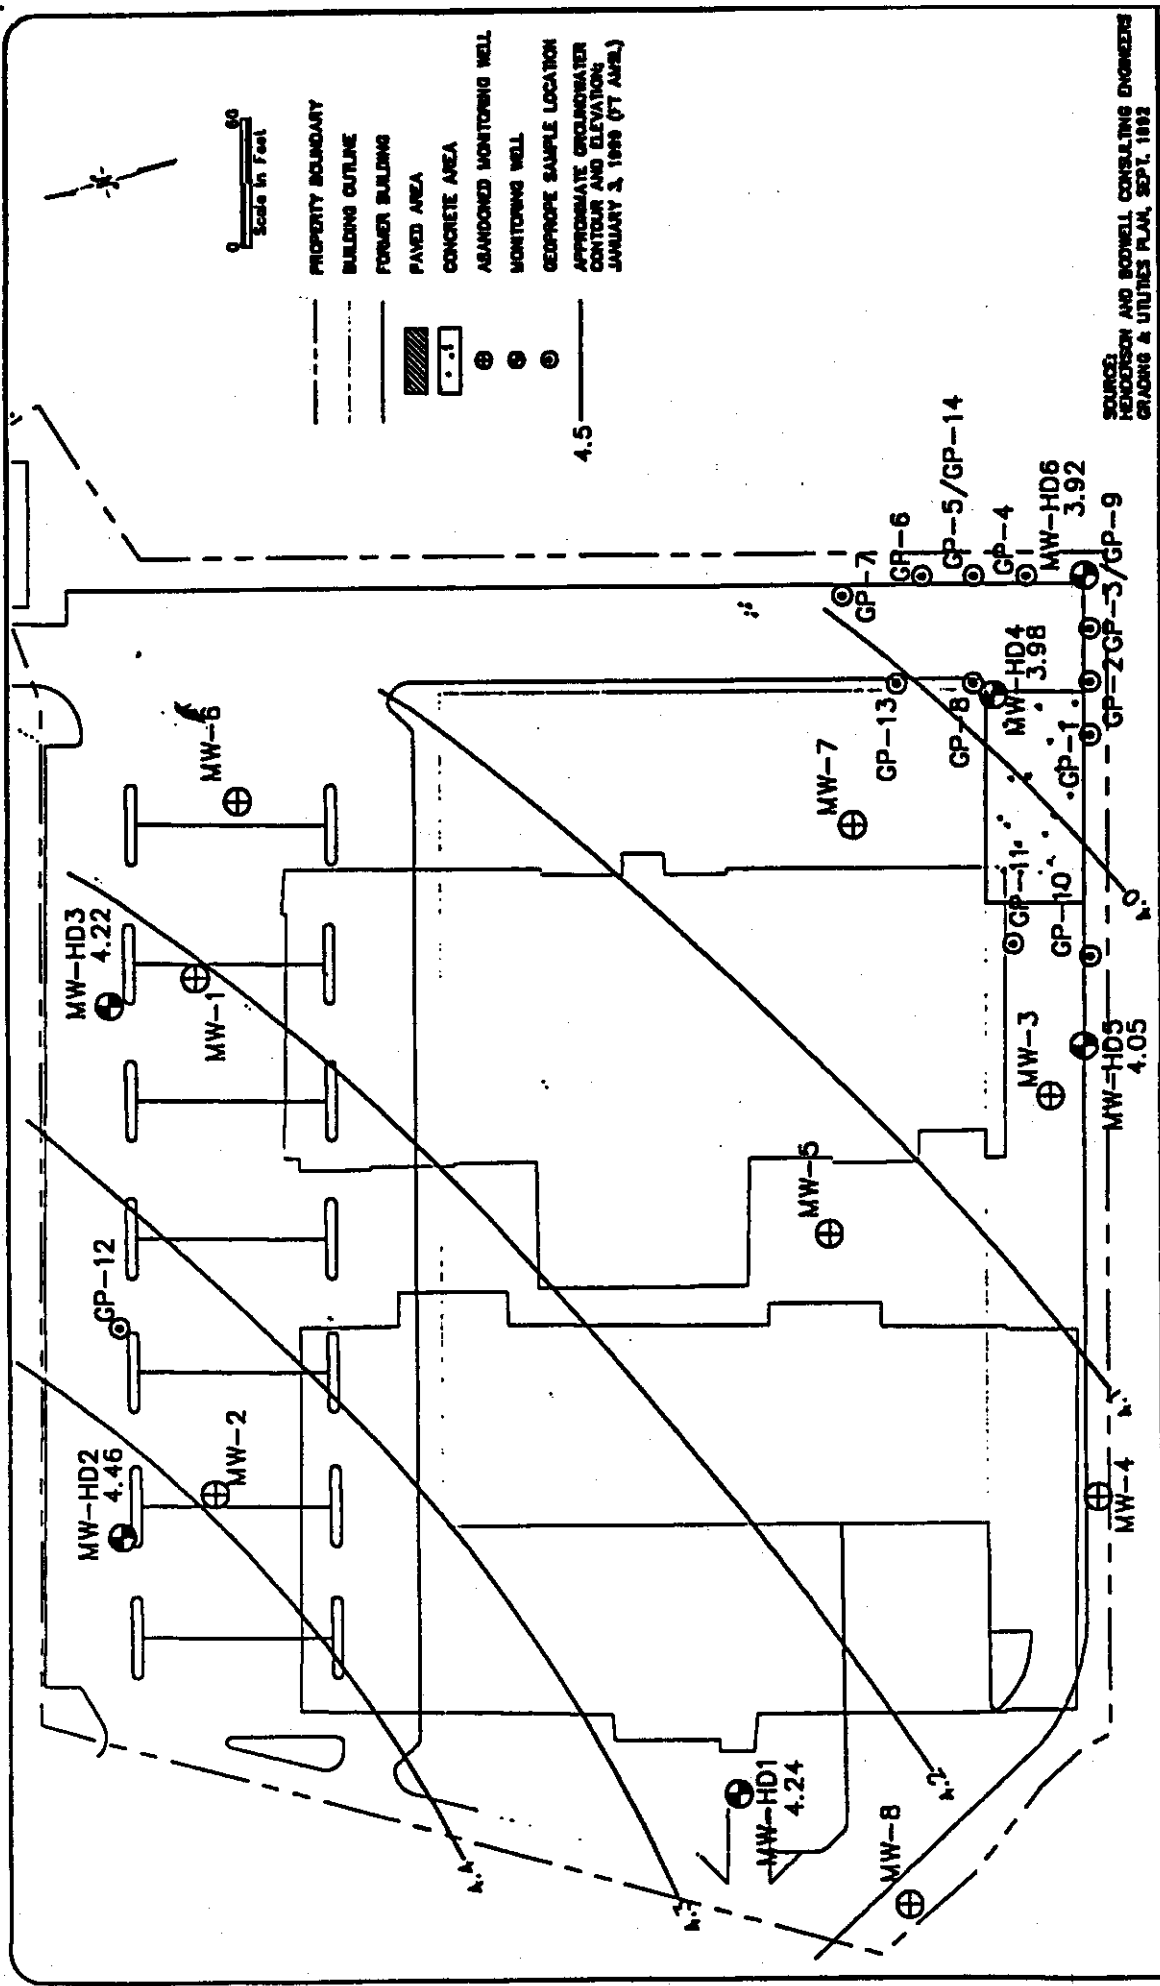 MW-HD2
4.46
MW-2
GP-12
MW-HD3
4.22
MW-1
MW-6
MW-HD1
4.24
MW-8
MW-5
MW-7
MW-4
MW-3
MW-HD5
4.05
GP-11
GP-10
GP-1
GP-2
GP-3/GP-9
GP-13
GP-8
MW-HD4
3.98
GP-7
GP-6
GP-5/GP-14
GP-4
MW-HD6
3.92
4.4
4.2
4.0
0 60
Scale in Feet
PROPERTY BOUNDARY
BUILDING OUTLINE
FORMER BUILDING
PAVED AREA
CONCRETE AREA
ABANDONED MONITORING WELL
MONITORING WELL
GEOPROPE SAMPLE LOCATION
4.5
APPROXIMATE GROUNDWATER
CONTOUR AND ELEVATION;
JANUARY 3, 1999 (FT AMSL)
SOURCE:
HENDERSON AND BODWELL CONSULTING ENGINEERS
GRADING & UTILITIES PLAN, SEPT. 1992